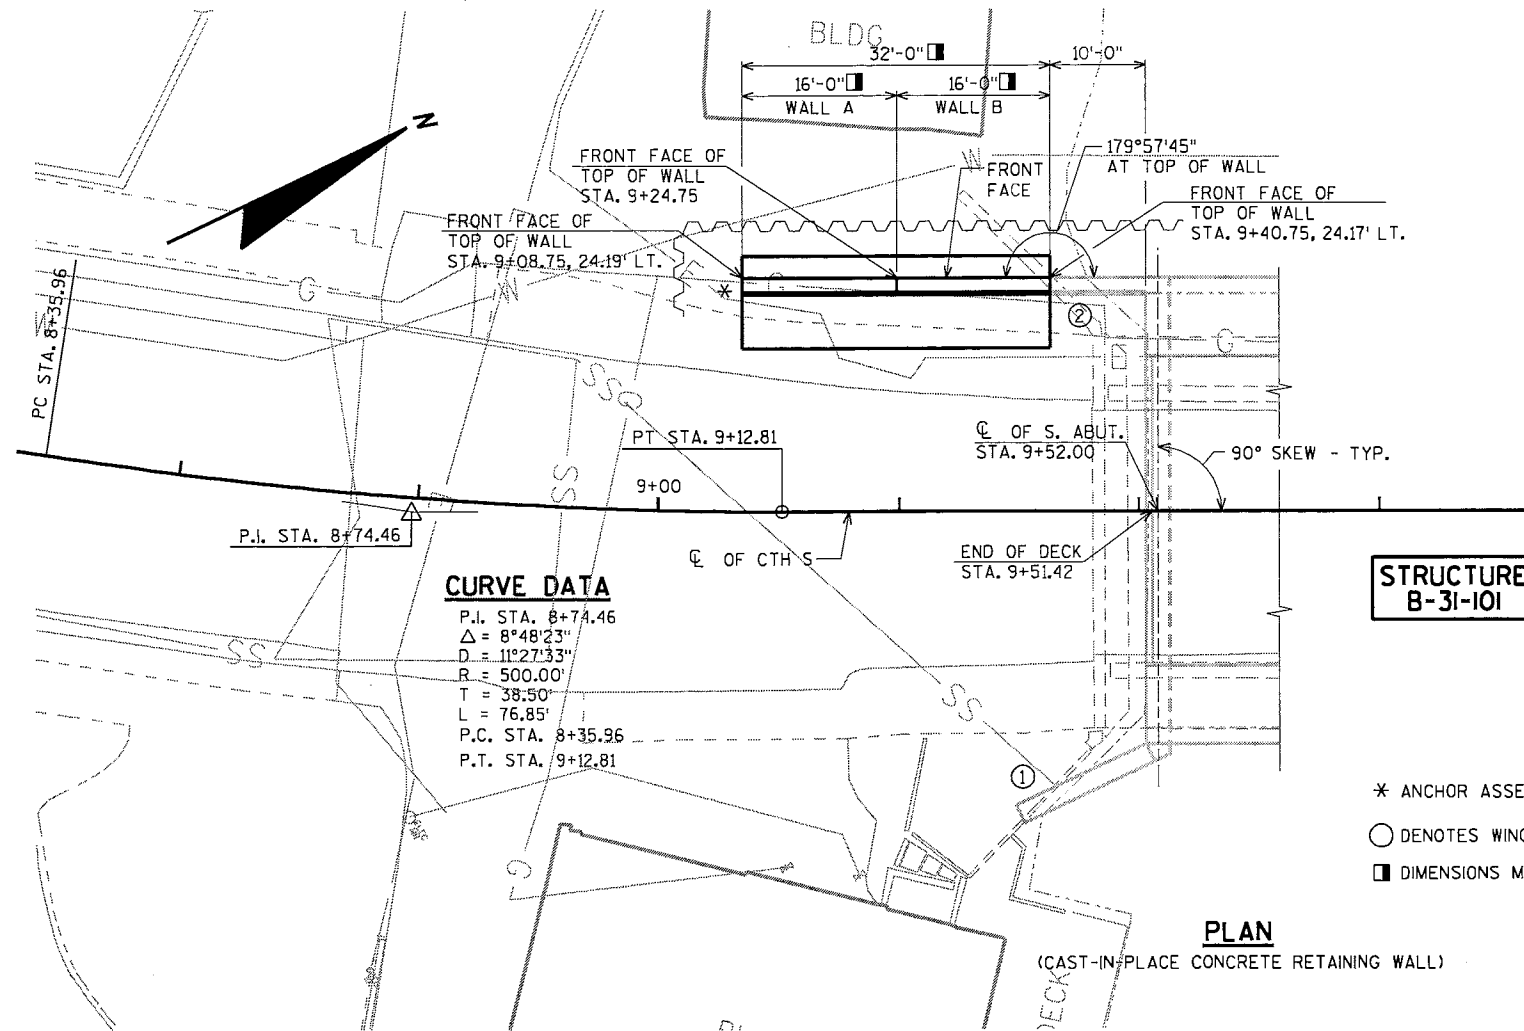 BLDG
32'-0"
10'-0"
16'-0"
16'-0"
WALL A
WALL B
N
179°57'45"
AT TOP OF WALL
FRONT FACE OF
TOP OF WALL
STA. 9+24.75
W
FRONT
FACE
FRONT FACE OF
TOP OF WALL
STA. 9+40.75, 24.17' LT.
FRONT FACE OF
TOP OF WALL
STA. 9+08.75, 24.19' LT.
PC STA. 8+35.96
G
W
G
2
G
SSO
PT STA. 9+12.81
℄ OF S. ABUT.
STA. 9+52.00
90° SKEW - TYP.
9+00
SS
P.I. STA. 8+74.46
℄ OF CTH S
END OF DECK
STA. 9+51.42
STRUCTURE
B-31-101
CURVE DATA
P.I. STA. 8+74.46
△ = 8°48'23"
D = 11°27'33"
R = 500.00'
T = 38.50'
L = 76.85'
P.C. STA. 8+35.96
P.T. STA. 9+12.81
SS
SS
1
* ANCHOR ASSE
DENOTES WING
DIMENSIONS M
G
PLAN
(CAST-IN-PLACE CONCRETE RETAINING WALL)
DECK